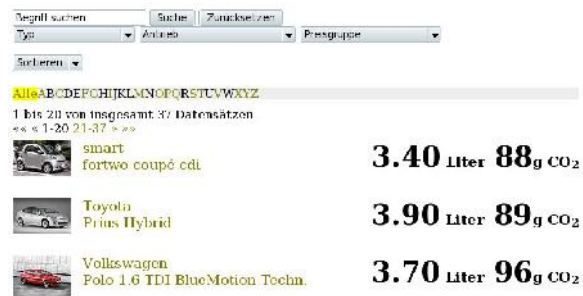 Begriff suchen Suche Zurücksetzen
Typ Antrieb Preisgruppe
Sortieren
AlleABCDEFGHIJKLMNOPQRSTUVWXYZ
1 bis 20 von insgesamt 37 Datensätzen
«« « 1-20 21-37 » »»
smart
fortwo coupé cdi
3.40 Liter 88g CO₂
Toyota
Prius Hybrid
3.90 Liter 89g CO₂
Volkswagen
Polo 1.6 TDI BlueMotion Techn.
3.70 Liter 96g CO₂